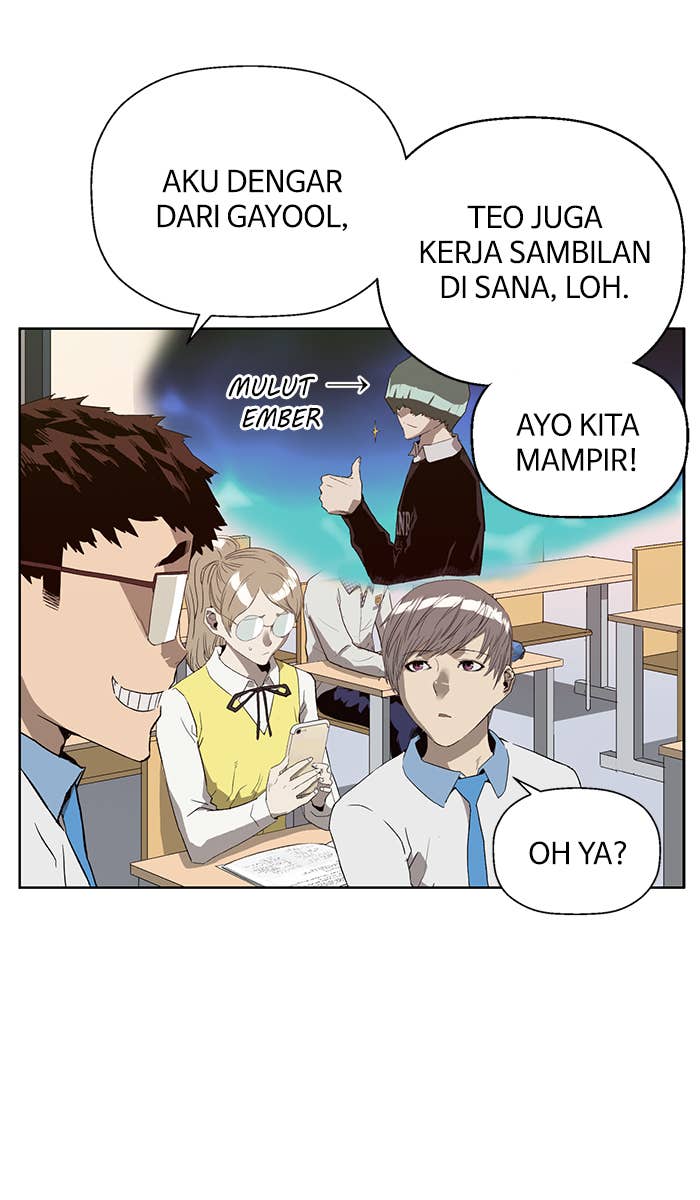 AKU DENGAR
DARI GAYOOL,
TEO JUGA
KERJA SAMBILAN
DI SANA, LOH.
MULUT
EMBER
AYO KITA
MAMPIR!
OH YA?